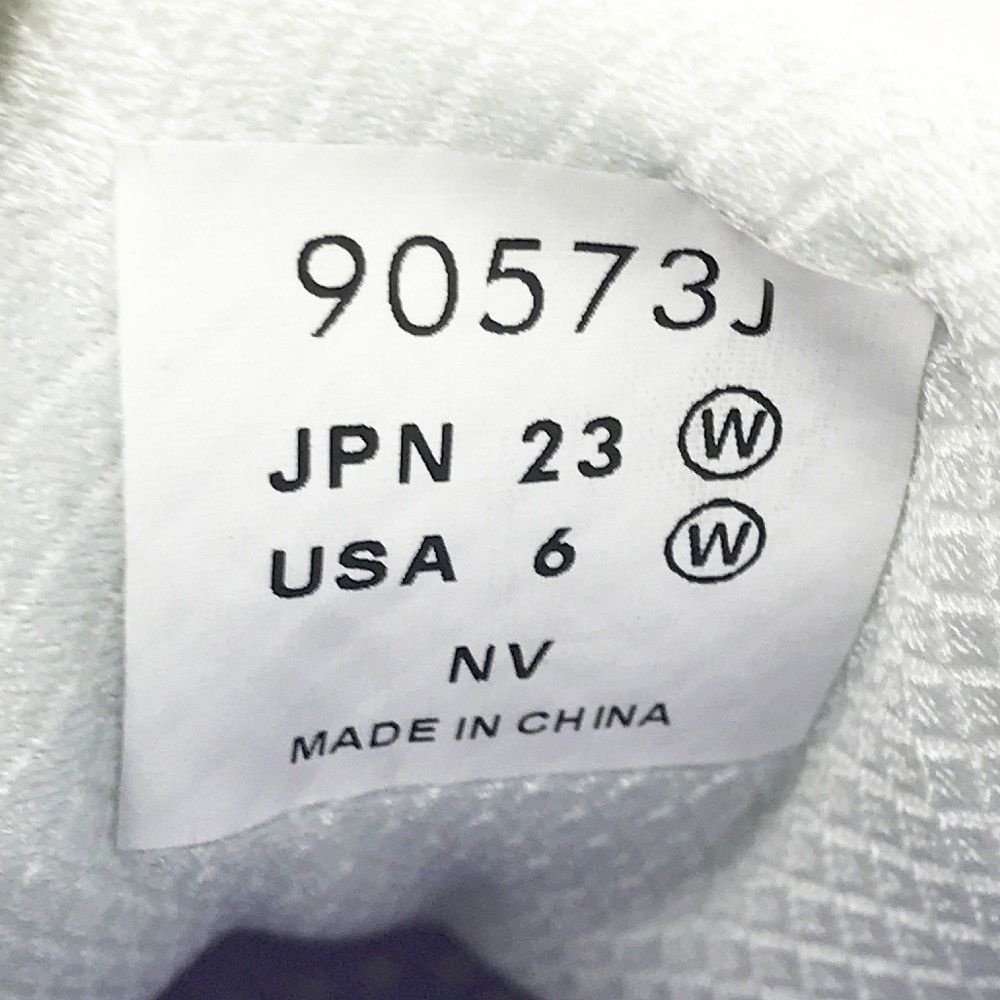 90573J
JPN 23 Ⓦ
USA 6 Ⓦ
NV
MADE IN CHINA